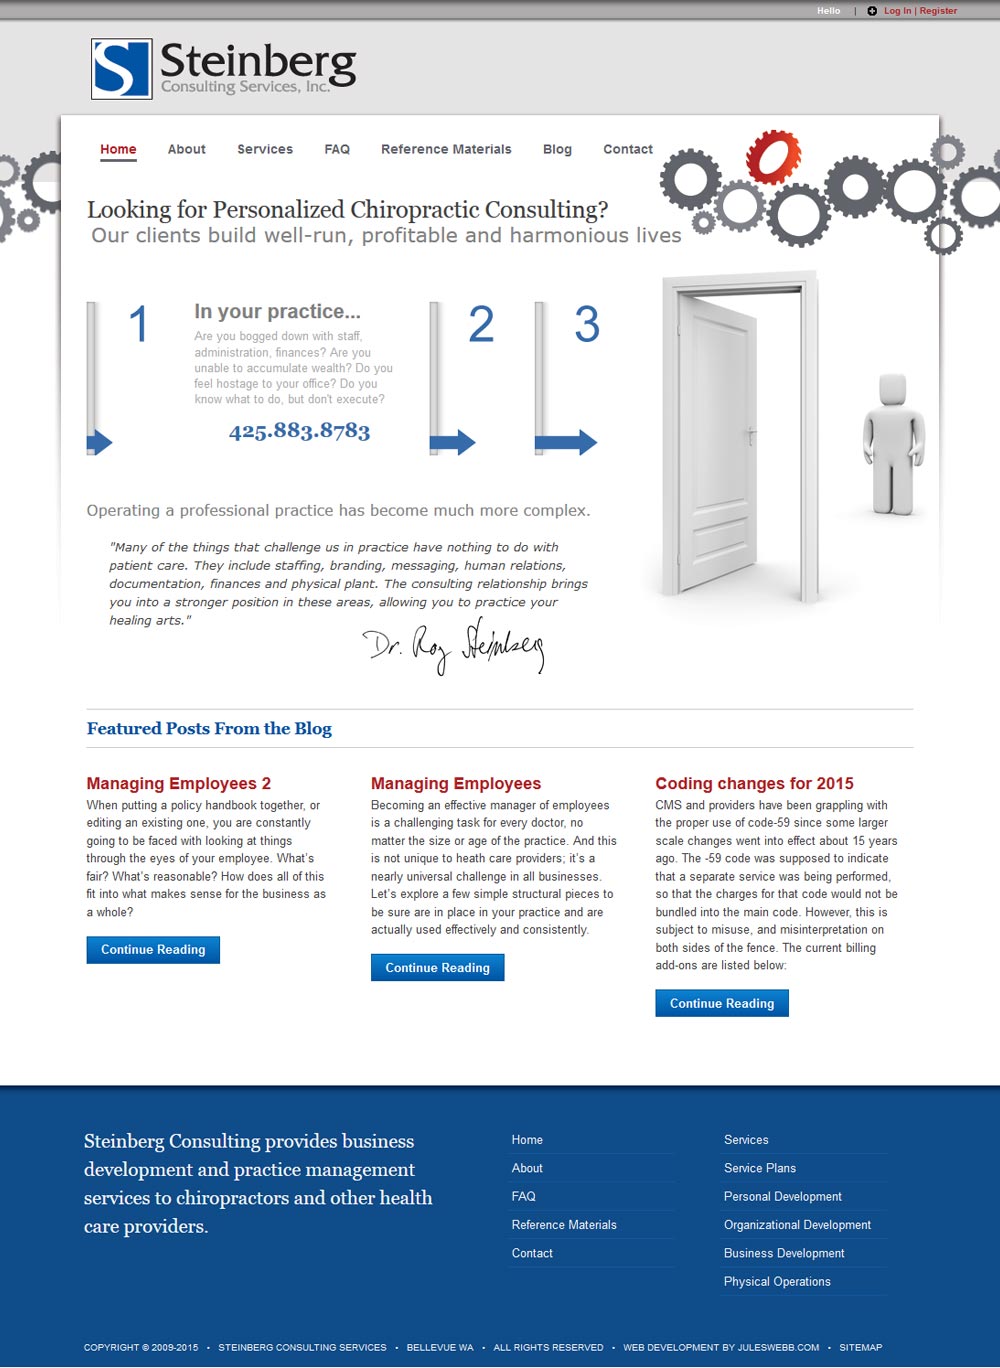 Hello | Log In | Register
S Steinberg
Consulting Services, Inc.
Home About Services FAQ Reference Materials Blog Contact
Looking for Personalized Chiropractic Consulting?
Our clients build well-run, profitable and harmonious lives
1
In your practice...
Are you bogged down with staff,
administration, finances? Are you
unable to accumulate wealth? Do you
feel hostage to your office? Do you
know what to do, but don't execute?
425.883.8783
2
3
Operating a professional practice has become much more complex.
"Many of the things that challenge us in practice have nothing to do with
patient care. They include staffing, branding, messaging, human relations,
documentation, finances and physical plant. The consulting relationship brings
you into a stronger position in these areas, allowing you to practice your
healing arts."
Dr. Roy Steinberg
Featured Posts From the Blog
Managing Employees 2
When putting a policy handbook together, or
editing an existing one, you are constantly
going to be faced with looking at things
through the eyes of your employee. What's
fair? What's reasonable? How does all of this
fit into what makes sense for the business as
a whole?
Continue Reading
Managing Employees
Becoming an effective manager of employees
is a challenging task for every doctor, no
matter the size or age of the practice. And this
is not unique to heath care providers; it's a
nearly universal challenge in all businesses.
Let's explore a few simple structural pieces to
be sure are in place in your practice and are
actually used effectively and consistently.
Continue Reading
Coding changes for 2015
CMS and providers have been grappling with
the proper use of code-59 since some larger
scale changes went into effect about 15 years
ago. The -59 code was supposed to indicate
that a separate service was being performed,
so that the charges for that code would not be
bundled into the main code. However, this is
subject to misuse, and misinterpretation on
both sides of the fence. The current billing
add-ons are listed below:
Continue Reading
Steinberg Consulting provides business
development and practice management
services to chiropractors and other health
care providers.
Home
About
FAQ
Reference Materials
Contact
Services
Service Plans
Personal Development
Organizational Development
Business Development
Physical Operations
COPYRIGHT © 2009-2015 • STEINBERG CONSULTING SERVICES • BELLEVUE WA • ALL RIGHTS RESERVED • WEB DEVELOPMENT BY JULESWEBB.COM • SITEMAP